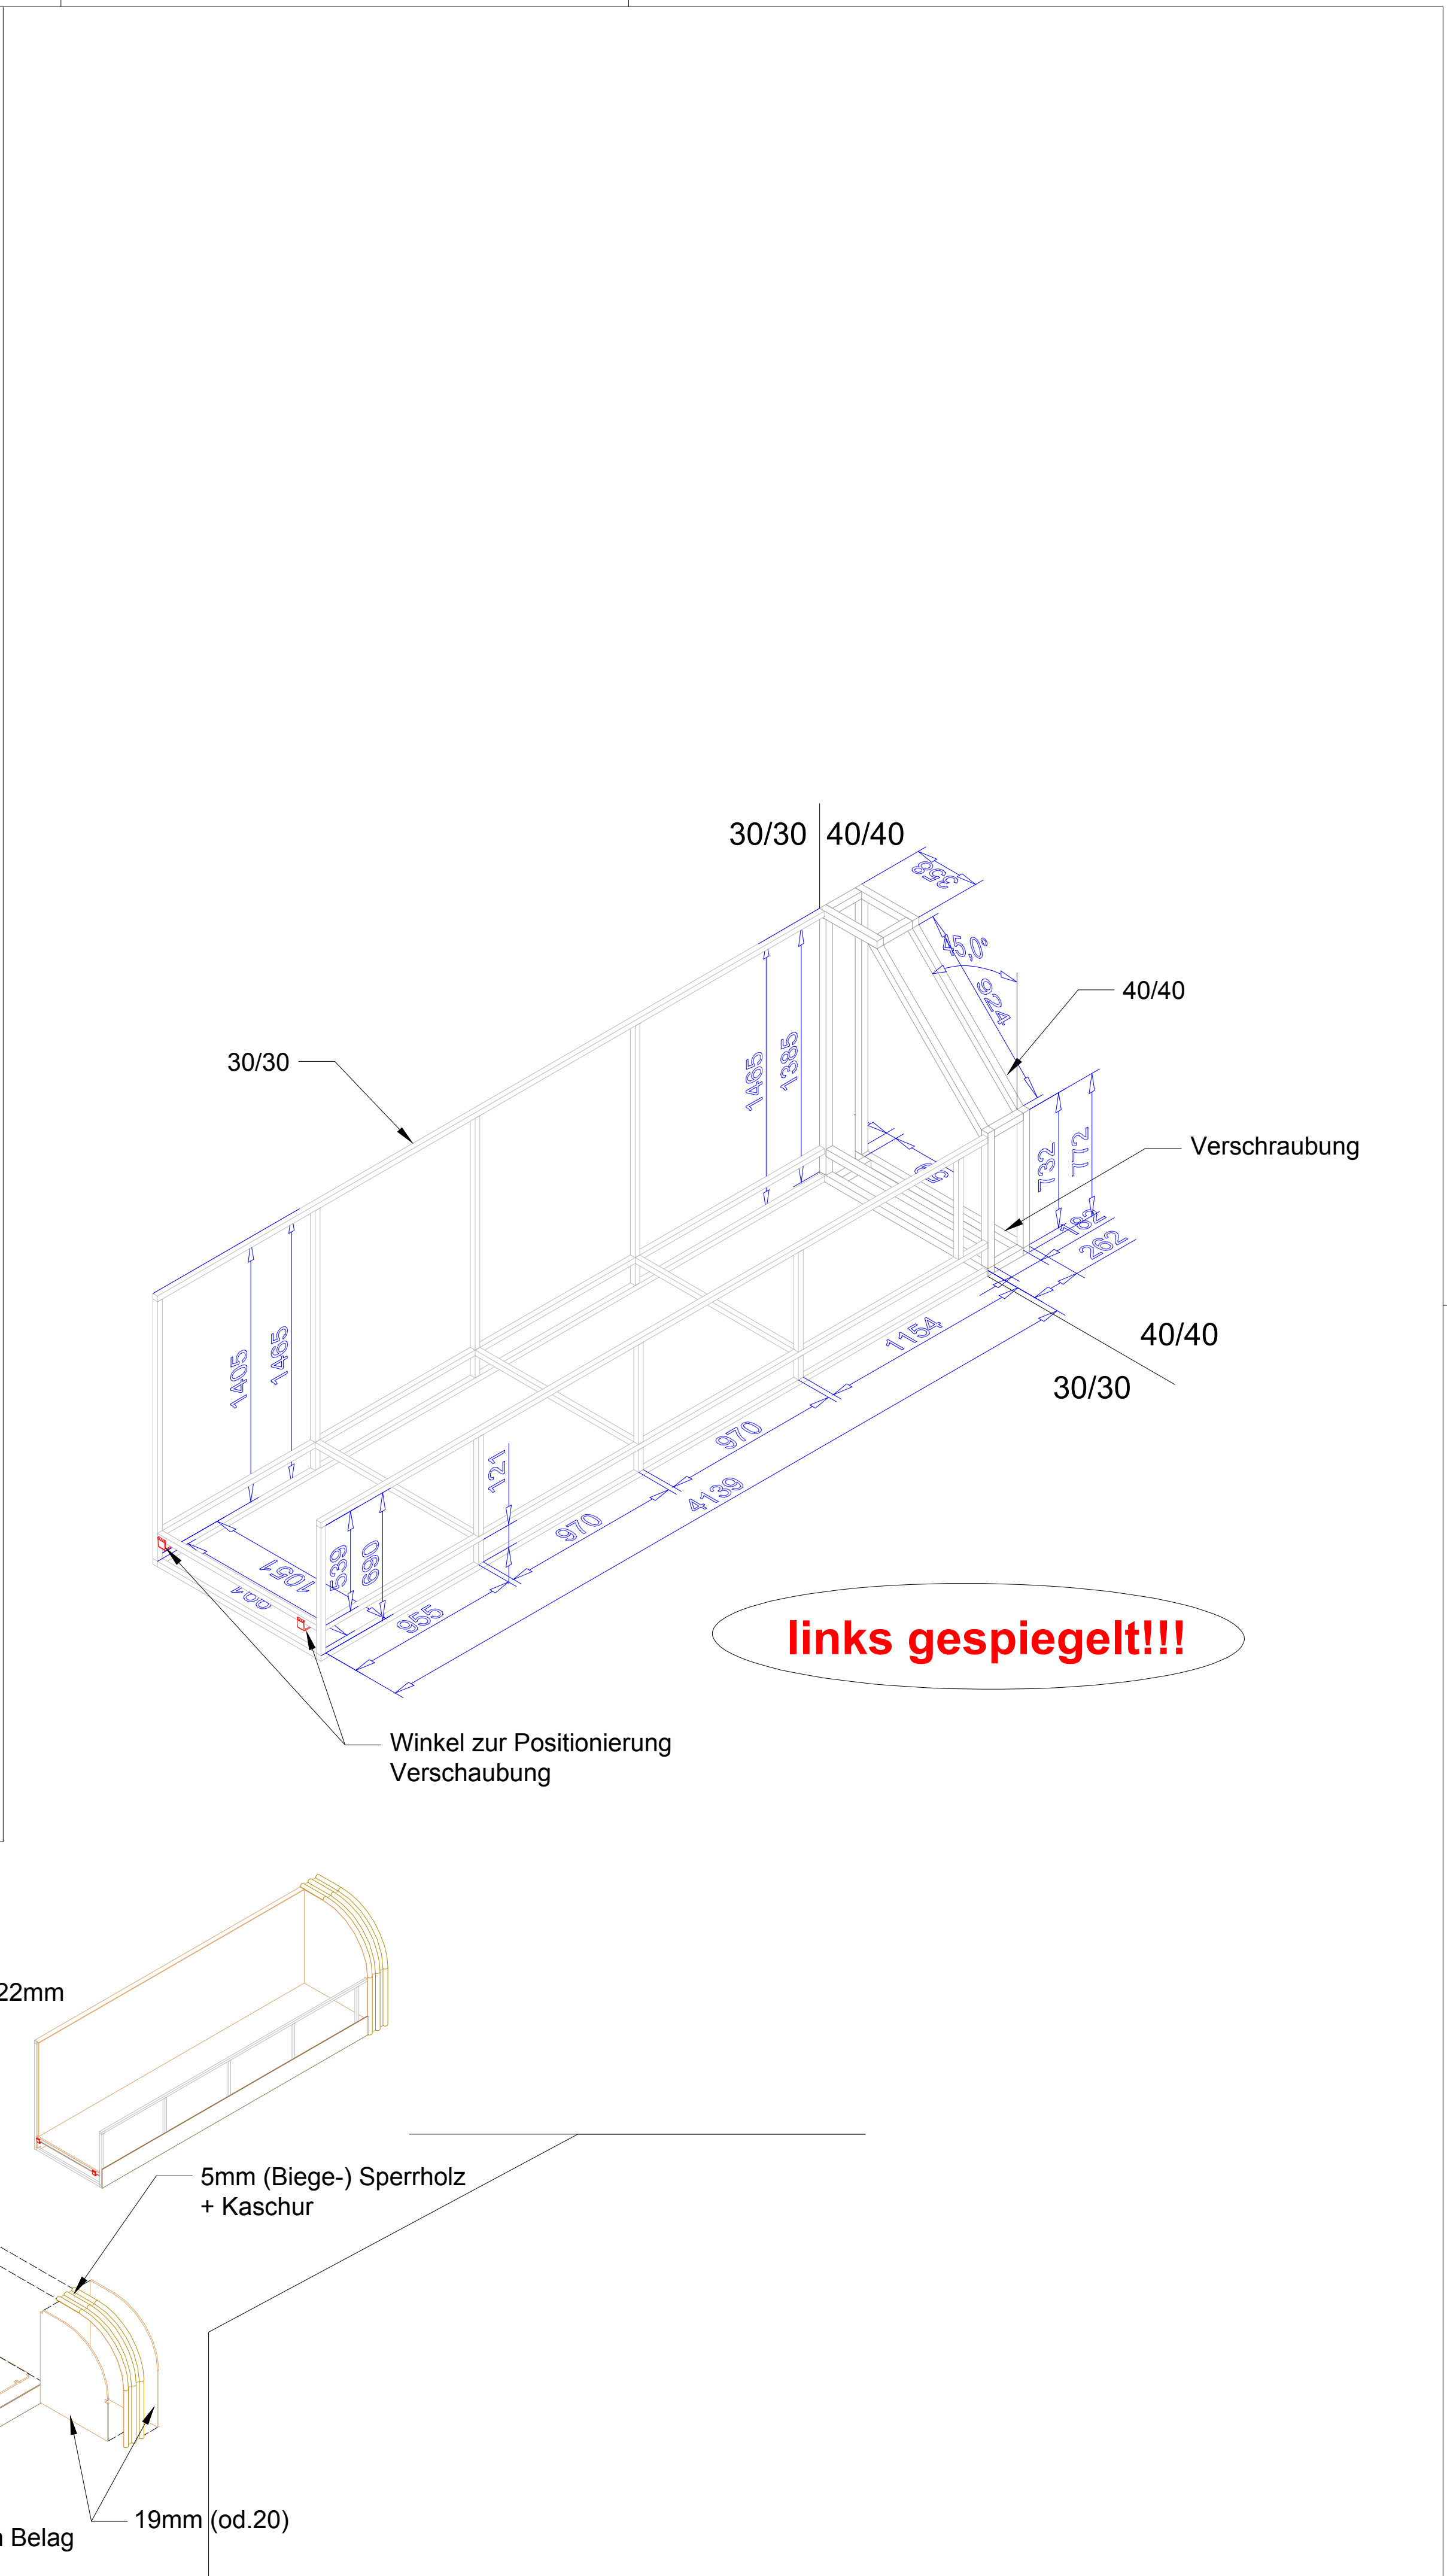 30/30 40/40
358
45,0°
924
40/40
30/30
1465
1385
Verschraubung
732
772
182
262
1405
1465
1154
40/40
30/30
970
4139
121
970
1051
539
690
955
links gespiegelt!!!
Winkel zur Positionierung
Verschaubung
22mm
5mm (Biege-) Sperrholz
+ Kaschur
19mm (od.20)
Belag